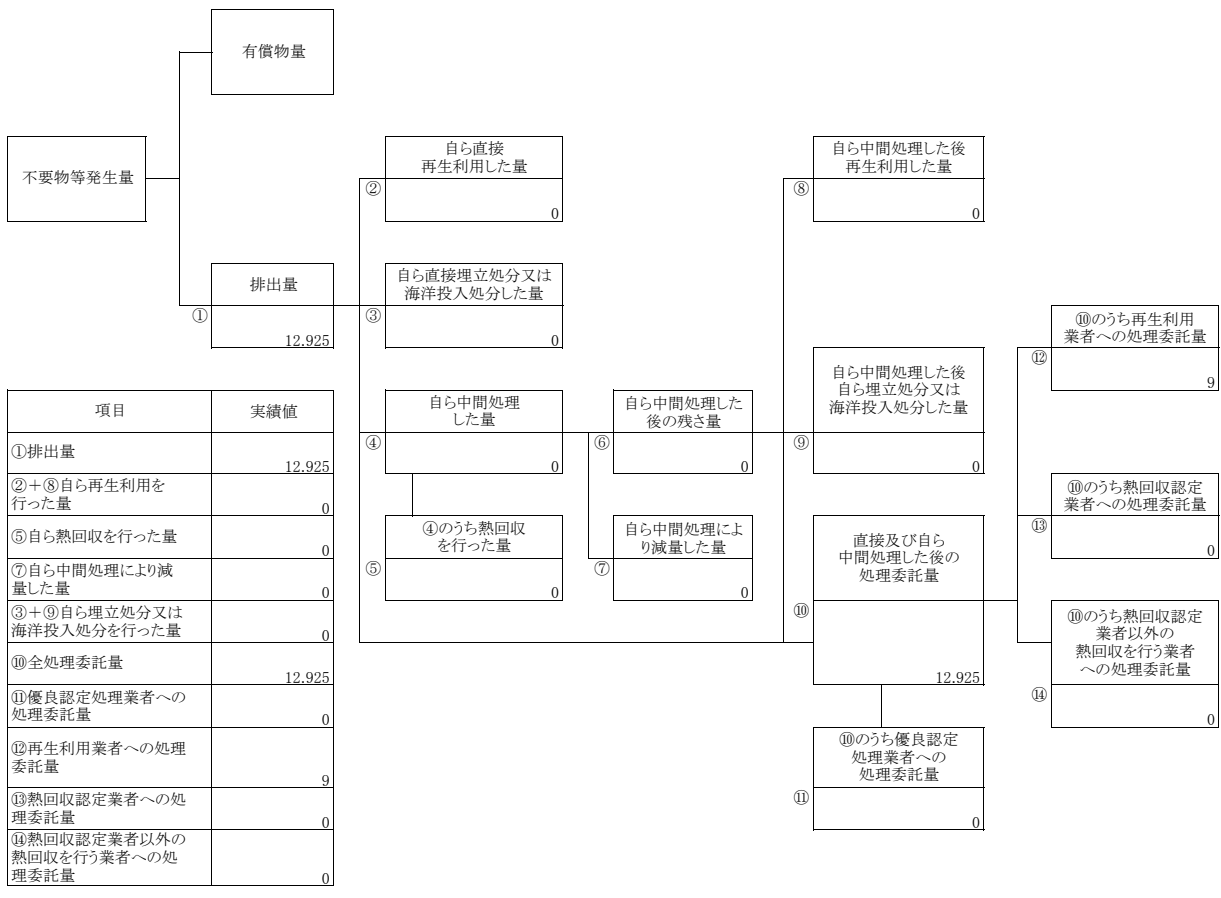 有償物量
不要物等発生量
排出量
①
12.925
自ら直接
再生利用した量
②
0
自ら直接埋立処分又は
海洋投入処分した量
③
0
自ら中間処理
した量
④
0
④のうち熱回収
を行った量
⑤
0
自ら中間処理した
後の残さ量
⑥
0
自ら中間処理によ
り減量した量
⑦
0
自ら中間処理した後
再生利用した量
⑧
0
自ら中間処理した後
自ら埋立処分又は
海洋投入処分した量
⑨
0
直接及び自ら
中間処理した後の
処理委託量
⑩
12.925
⑩のうち優良認定
処理業者への
処理委託量
⑪
0
⑩のうち再生利用
業者への処理委託量
⑫
9
⑩のうち熱回収認定
業者への処理委託量
⑬
0
⑩のうち熱回収認定
業者以外の
熱回収を行う業者
への処理委託量
⑭
0
項目 実績値
①排出量
12.925
②＋⑧自ら再生利用を
行った量
0
⑤自ら熱回収を行った量
0
⑦自ら中間処理により減
量した量
0
③＋⑨自ら埋立処分又は
海洋投入処分を行った量
0
⑩全処理委託量
12.925
⑪優良認定処理業者への
処理委託量
0
⑫再生利用業者への処理
委託量
9
⑬熱回収認定業者への処
理委託量
0
⑭熱回収認定業者以外の
熱回収を行う業者への処
理委託量
0